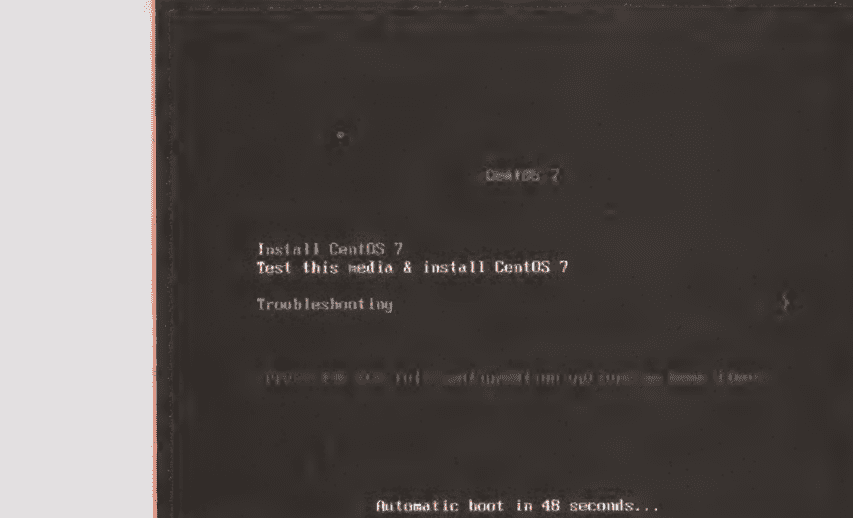 CentOS 7
Install CentOS 7
Test this media & install CentOS 7
Troubleshooting
>
Automatic boot in 48 seconds...